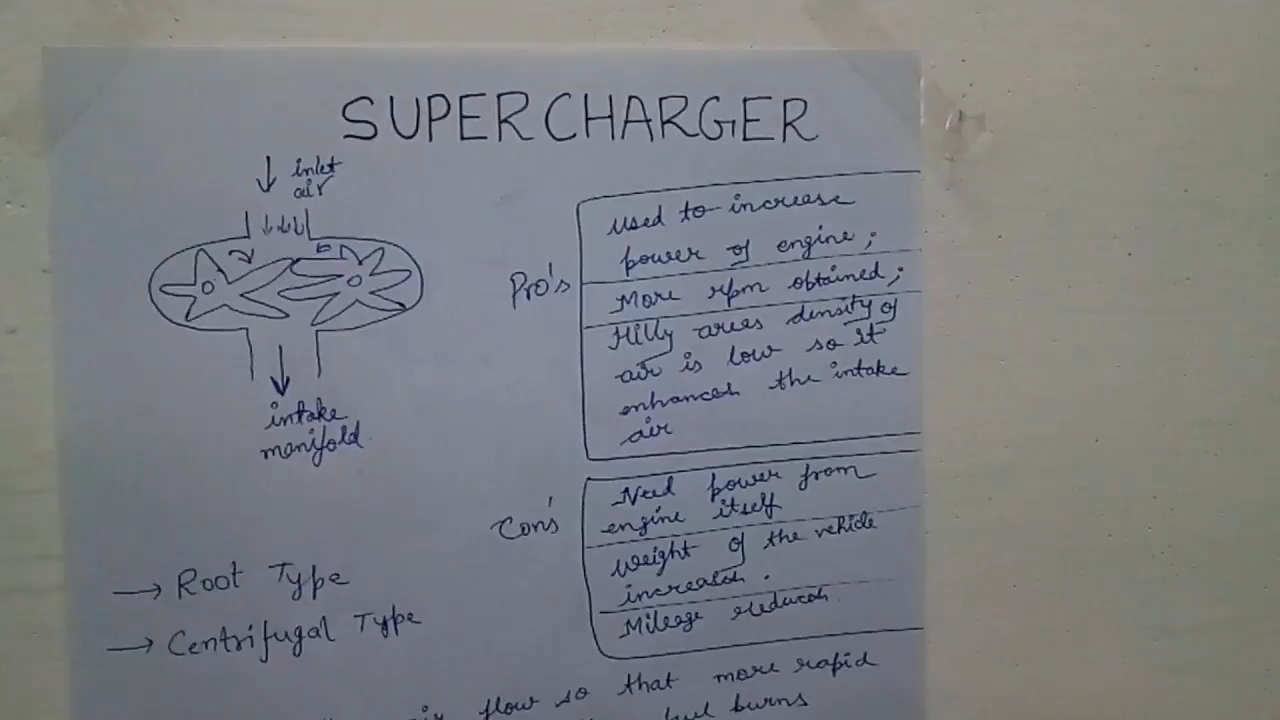 SUPERCHARGER
inlet
air
intake
manifold.
→ Root Type
→ Centrifugal Type
Pro's
used to increase
power of engine;
More rpm obtained;
Hilly areas density of
air is low so it
enhances the intake
air
Con's
Need power from
engine itself
Weight of the vehicle
increases.
Mileage reduces.
flow so that more rapid
burns